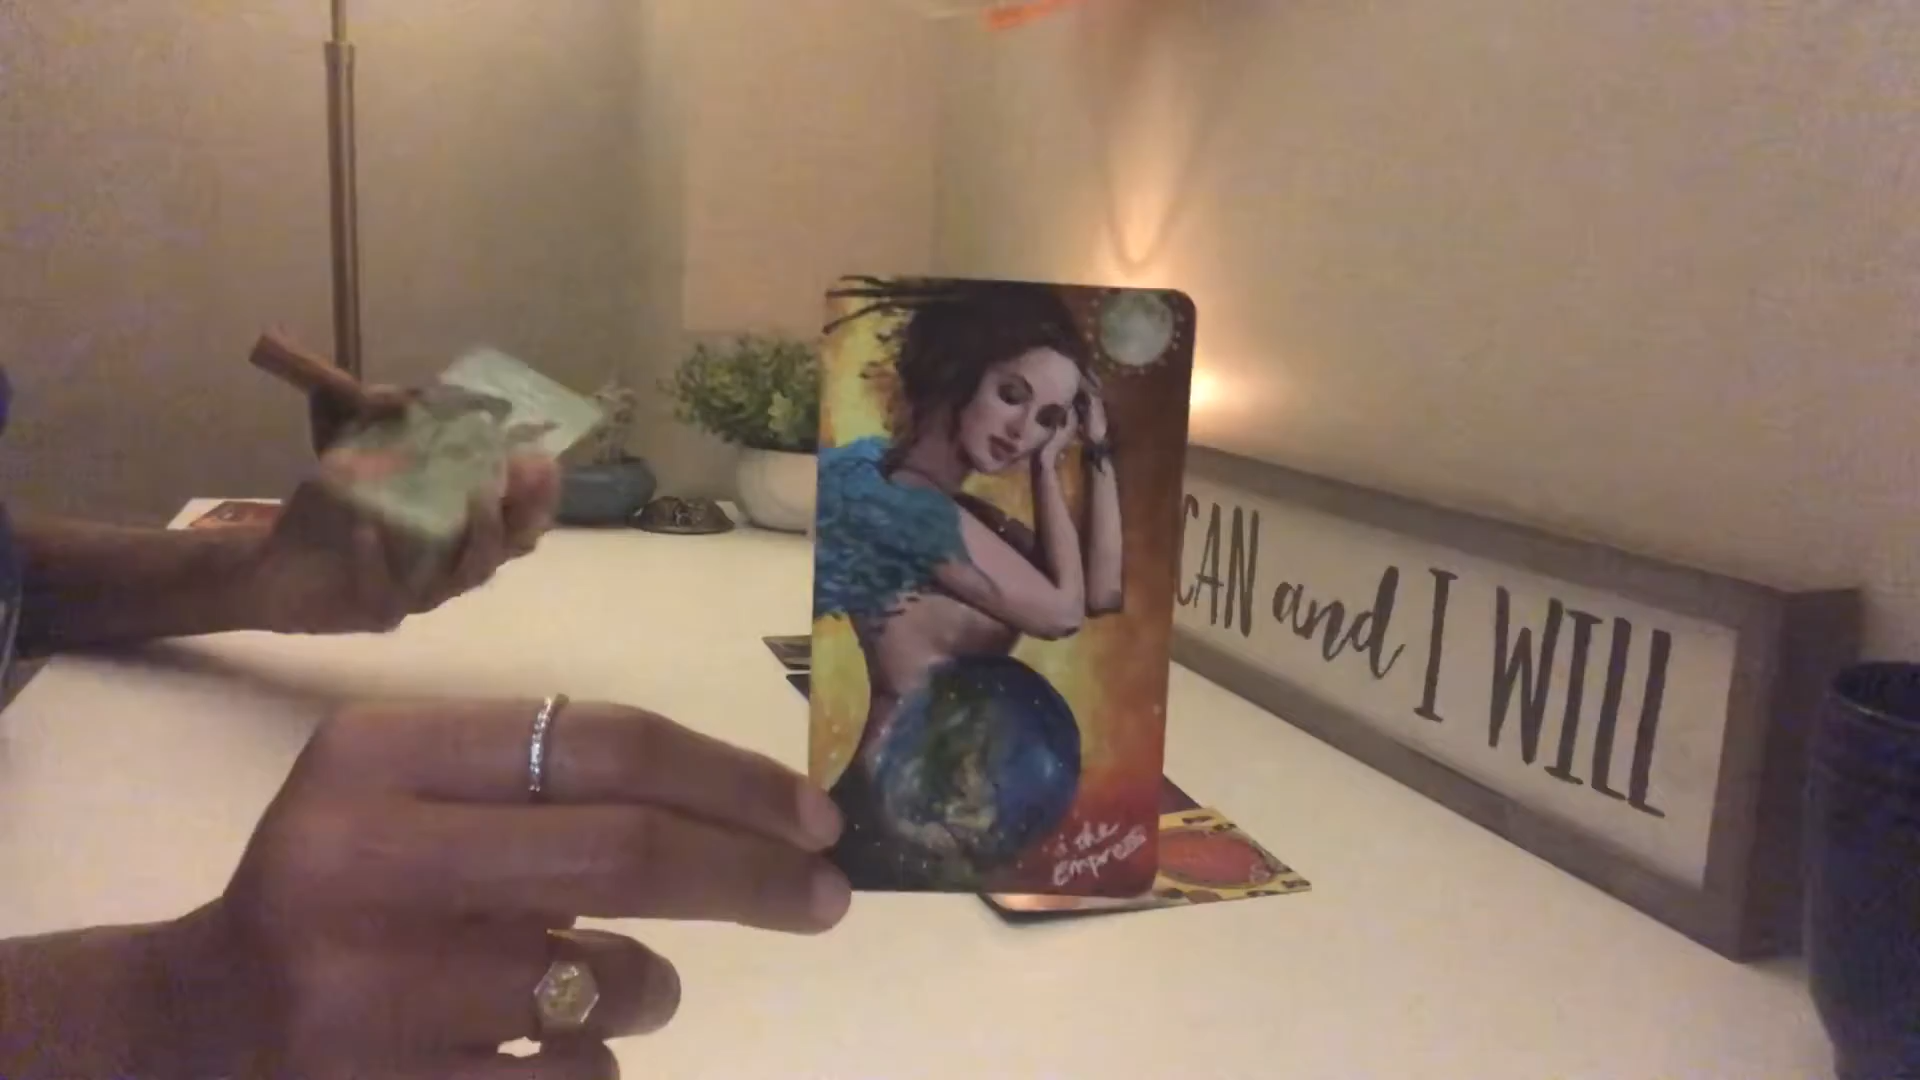 the
empress
CAN and I WILL